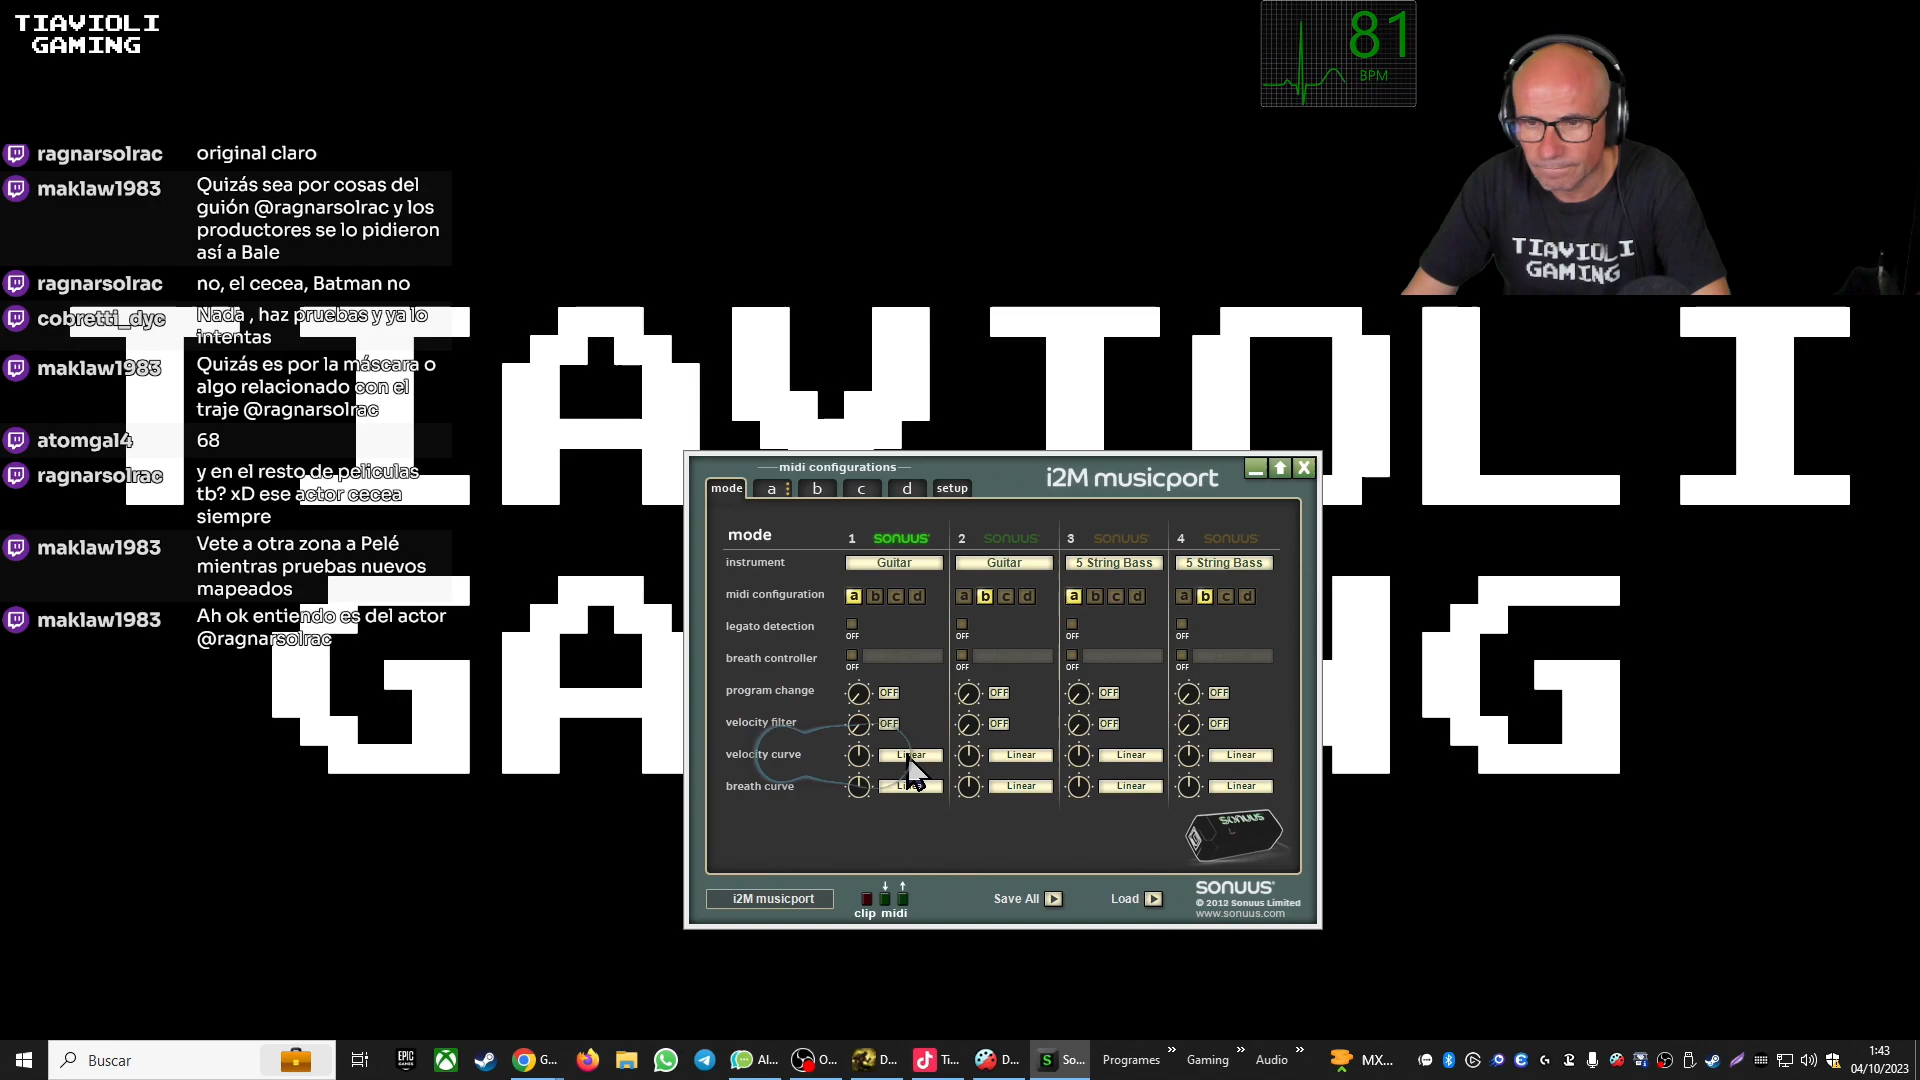 TIAVIOLI
GAMING
81
BPM
ragnarsolrac original claro
maklaw1983 Quizás sea por cosas del
guión @ragnarsolrac y los
productores se lo pidieron
así a Bale
ragnarsolrac no, el cecea, Batman no
cobretti_dyc Nada , haz pruebas y ya lo
intentas
maklaw1983 Quizás es por la máscara o
algo relacionado con el
traje @ragnarsolrac
atomgal4 68
ragnarsolrac y en el resto de peliculas
tb? xD ese actor cecea
siempre
maklaw1983 Vete a otra zona a Pelé
mientras pruebas nuevos
mapeados
maklaw1983 Ah ok entiendo es del actor
@ragnarsolrac
TIAVIOLI
GAMING
TIAVIOLI
GAMING
midi configurations
mode a b c d setup
i2M musicport
mode 1 sonuus 2 sonuus 3 sonuus 4 sonuus
instrument Guitar Guitar 5 String Bass 5 String Bass
midi configuration a b c d a b c d a b c d a b c d
legato detection OFF OFF OFF OFF
breath controller OFF OFF OFF OFF
program change OFF OFF OFF OFF
velocity filter OFF OFF OFF OFF
velocity curve Linear Linear Linear Linear
breath curve Linear Linear Linear
sonuus
i2M musicport
clip midi
Save All
Load
sonuus
© 2012 Sonuus Limited
www.sonuus.com
Buscar
EPIC
GAMES
G...
Al...
O...
D...
Ti...
D...
So...
Programes
Gaming
Audio
MX...
1:43
04/10/2023